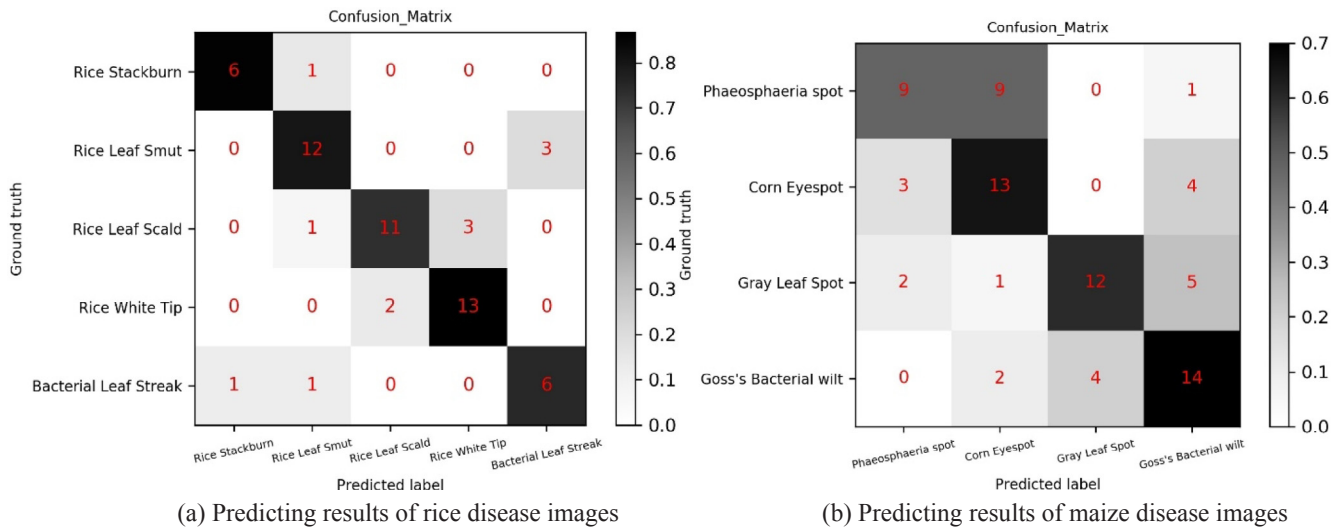 Confusion_Matrix
Ground truth
Rice Stackburn 6 1 0 0 0
Rice Leaf Smut 0 12 0 0 3
Rice Leaf Scald 0 1 11 3 0
Rice White Tip 0 0 2 13 0
Bacterial Leaf Streak 1 1 0 0 6
Rice Stackburn Rice Leaf Smut Rice Leaf Scald Rice White Tip Bacterial Leaf Streak
Predicted label
0.8
0.7
0.6
0.5
0.4
0.3
0.2
0.1
0.0
(a) Predicting results of rice disease images
Confusion_Matrix
Ground truth
Phaeosphaeria spot 9 9 0 1
Corn Eyespot 3 13 0 4
Gray Leaf Spot 2 1 12 5
Goss's Bacterial wilt 0 2 4 14
Phaeosphaeria spot Corn Eyespot Gray Leaf Spot Goss's Bacterial wilt
Predicted label
0.7
0.6
0.5
0.4
0.3
0.2
0.1
0.0
(b) Predicting results of maize disease images